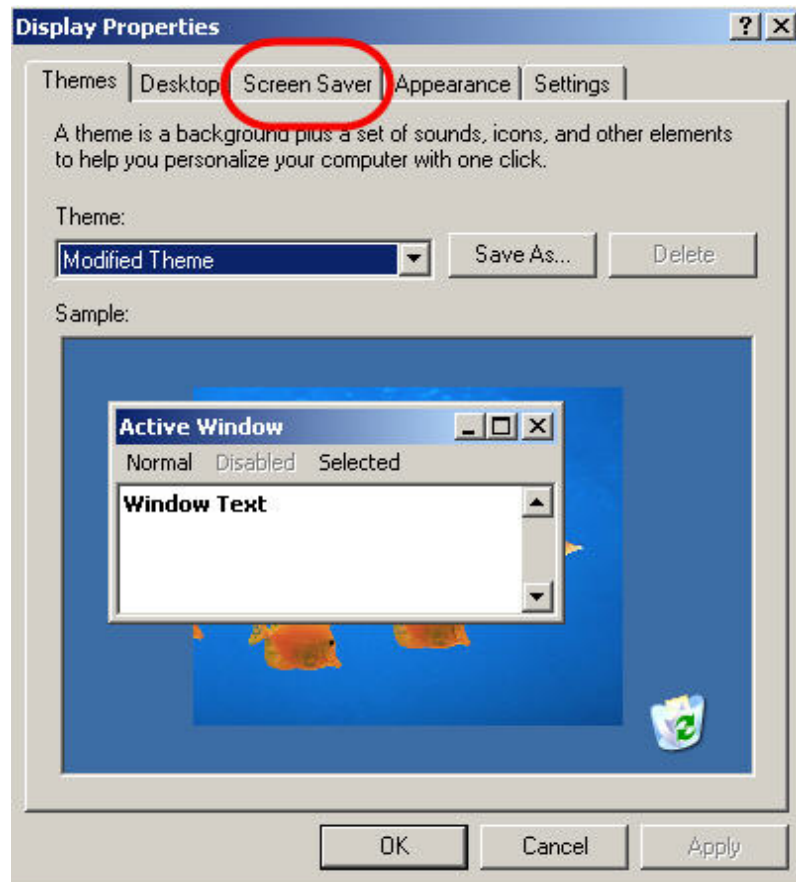 Display Properties
Themes Desktop Screen Saver Appearance Settings
A theme is a background plus a set of sounds, icons, and other elements
to help you personalize your computer with one click.
Theme:
Modified Theme Save As... Delete
Sample:
Active Window
Normal Disabled Selected
Window Text
OK Cancel Apply